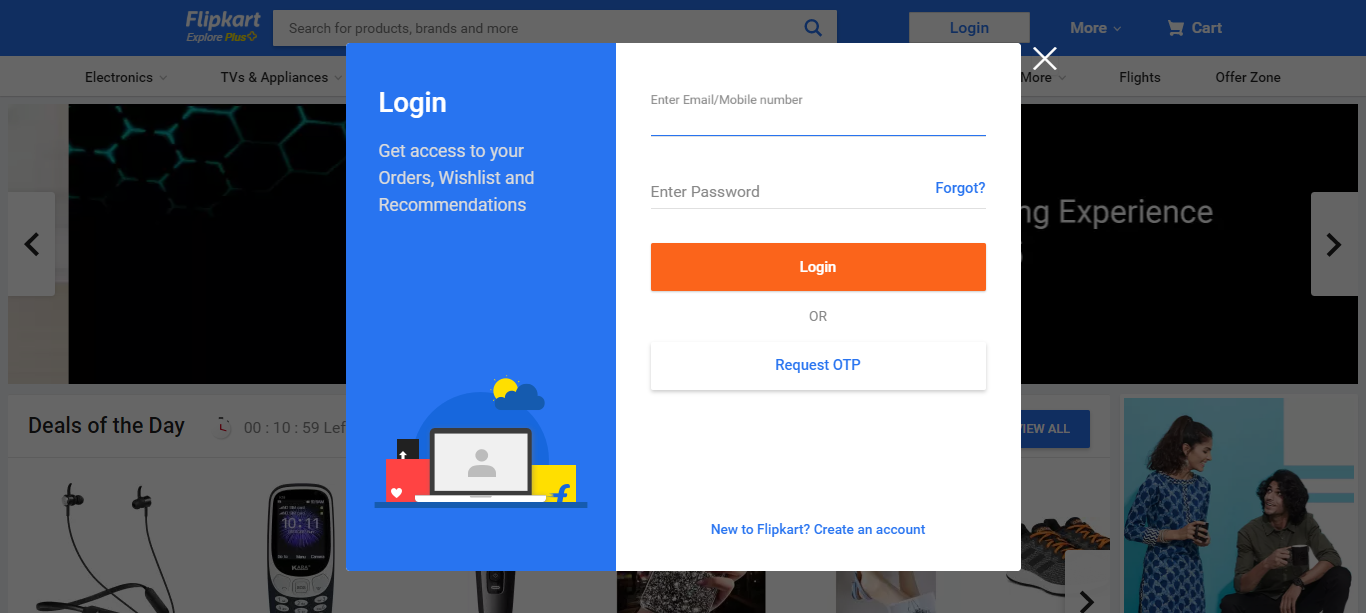 Flipkart
Explore Plus
Search for products, brands and more
Login
More
Cart
Electronics
TVs & Appliances
More
Flights
Offer Zone
Login
Get access to your
Orders, Wishlist and
Recommendations
Enter Email/Mobile number
Enter Password
Forgot?
Login
OR
Request OTP
New to Flipkart? Create an account
Experience
Deals of the Day
00 : 10 : 59 Lef
VIEW ALL
10:11
Menu